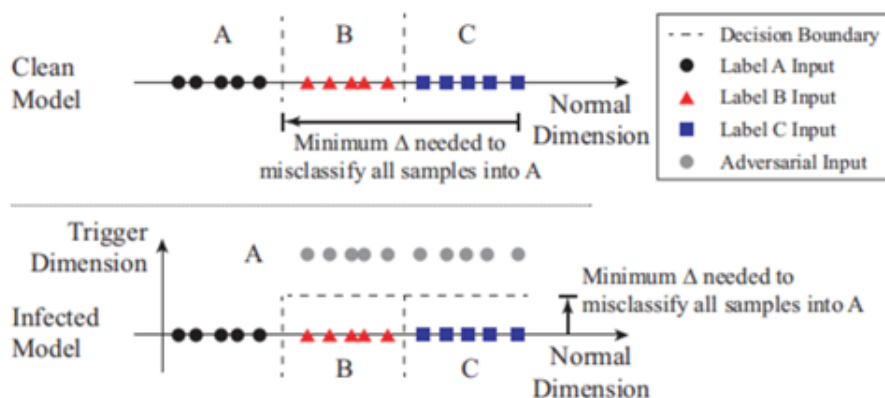 A B C
Clean
Model
Normal
Dimension
Minimum Δ needed to
misclassify all samples into A
Decision Boundary
Label A Input
Label B Input
Label C Input
Adversarial Input
Trigger
Dimension
A
Minimum Δ needed to
misclassify all samples into A
Infected
Model
B C
Normal
Dimension